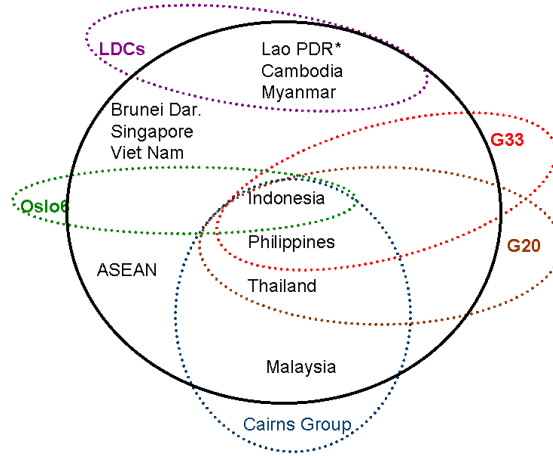 LDCs
Lao PDR*
Cambodia
Myanmar
Brunei Dar.
Singapore
Viet Nam
G33
Oslo6
Indonesia
Philippines
G20
ASEAN
Thailand
Malaysia
Cairns Group